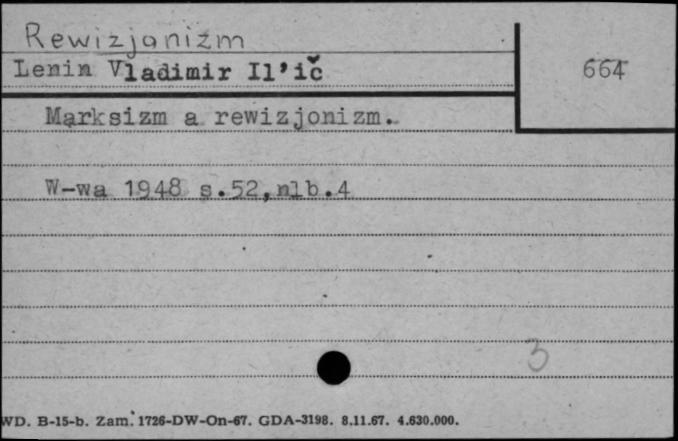 Rewizjonizm
Lenin Vladimir Il'ič
664
Marksizm a rewizjonizm.
W-wa 1948 s.52,nlb.4
3
WD. B-15-b. Zam. 1726-DW-On-67. GDA-3198. 8.11.67. 4.630.000.